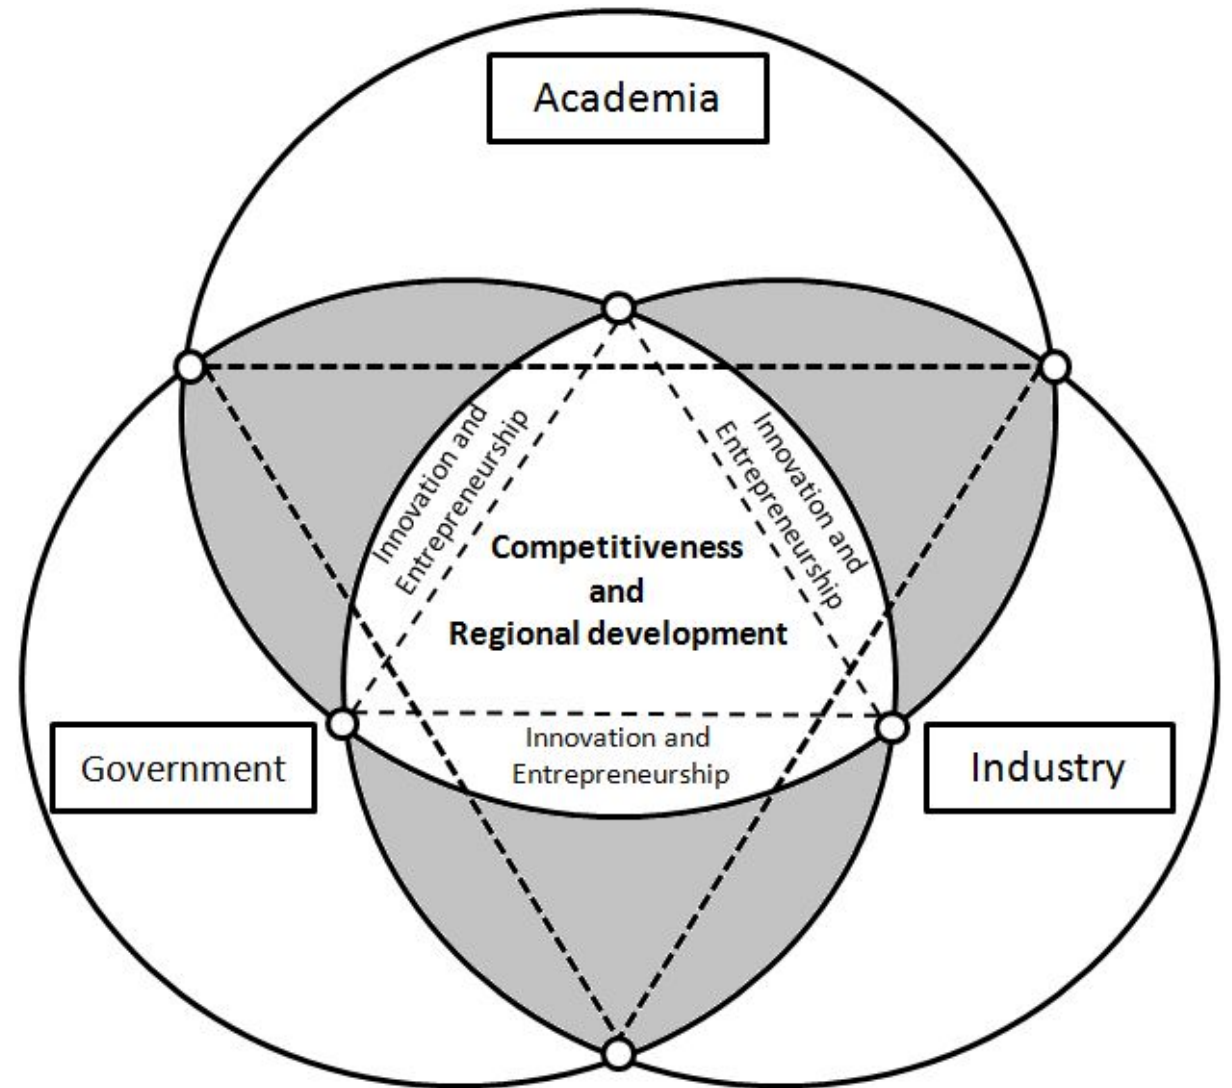 Academia
Innovation and
Entrepreneurship
Innovation and
Entrepreneurship
Competitiveness
and
Regional development
Government
Innovation and
Entrepreneurship
Industry